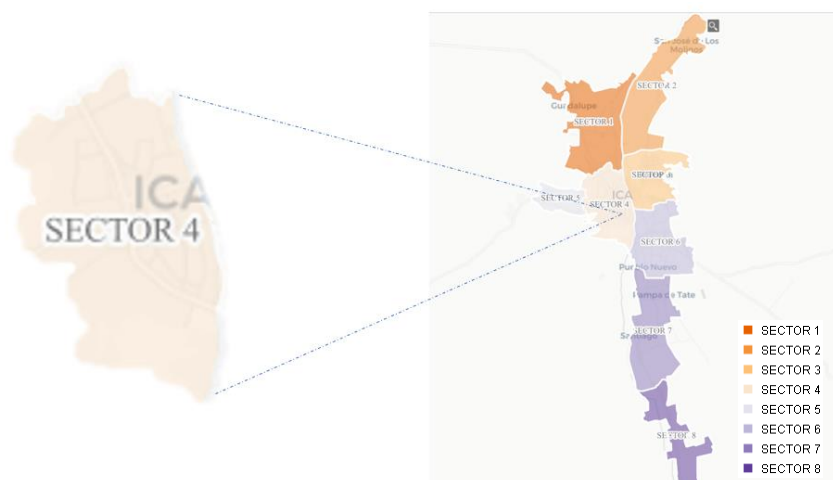 ICA
SECTOR 4
San José de Los
Molinos
SECTOR 2
Guadalupe
SECTOR 1
SECTOR
ICA
SECTOR 5
SECTOR 4
SECTOR 6
Pueblo Nuevo
Pampa de Tate
SECTOR 7
Santiago
SECTOR 8
SECTOR 1
SECTOR 2
SECTOR 3
SECTOR 4
SECTOR 5
SECTOR 6
SECTOR 7
SECTOR 8